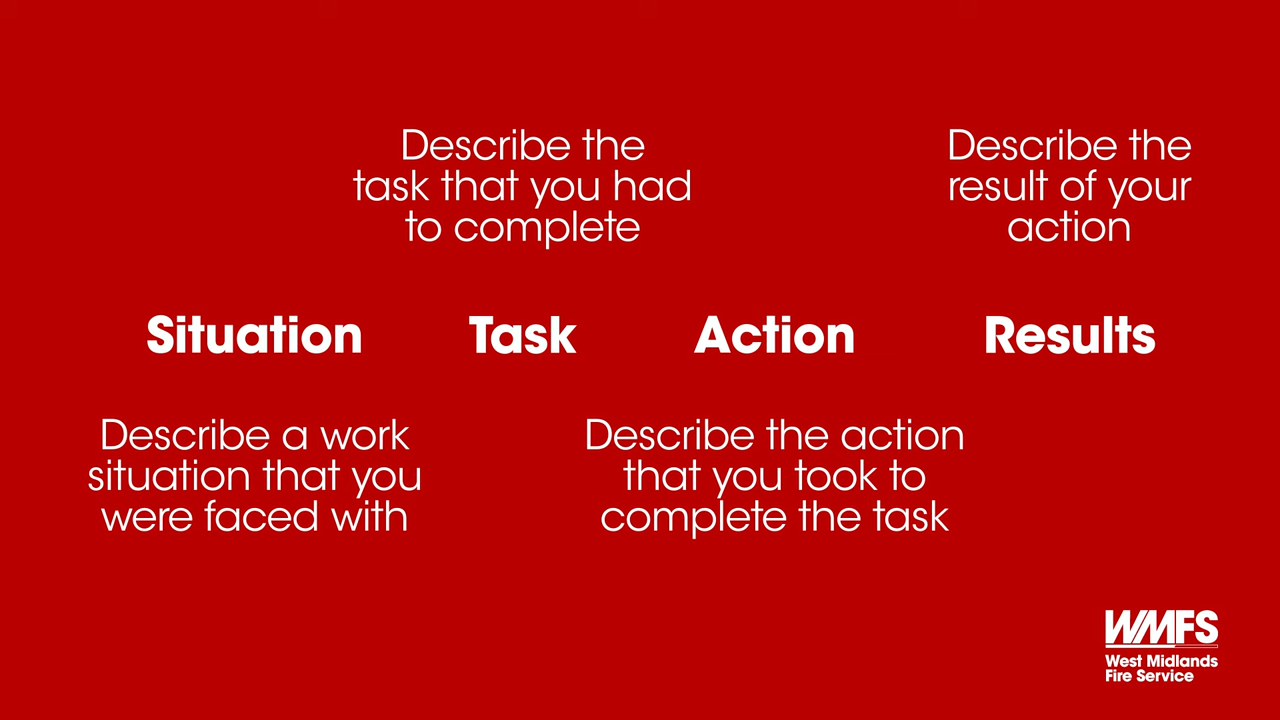 Describe the
task that you had
to complete
Describe the
result of your
action
Situation
Task
Action
Results
Describe a work
situation that you
were faced with
Describe the action
that you took to
complete the task
WMFS
West Midlands
Fire Service